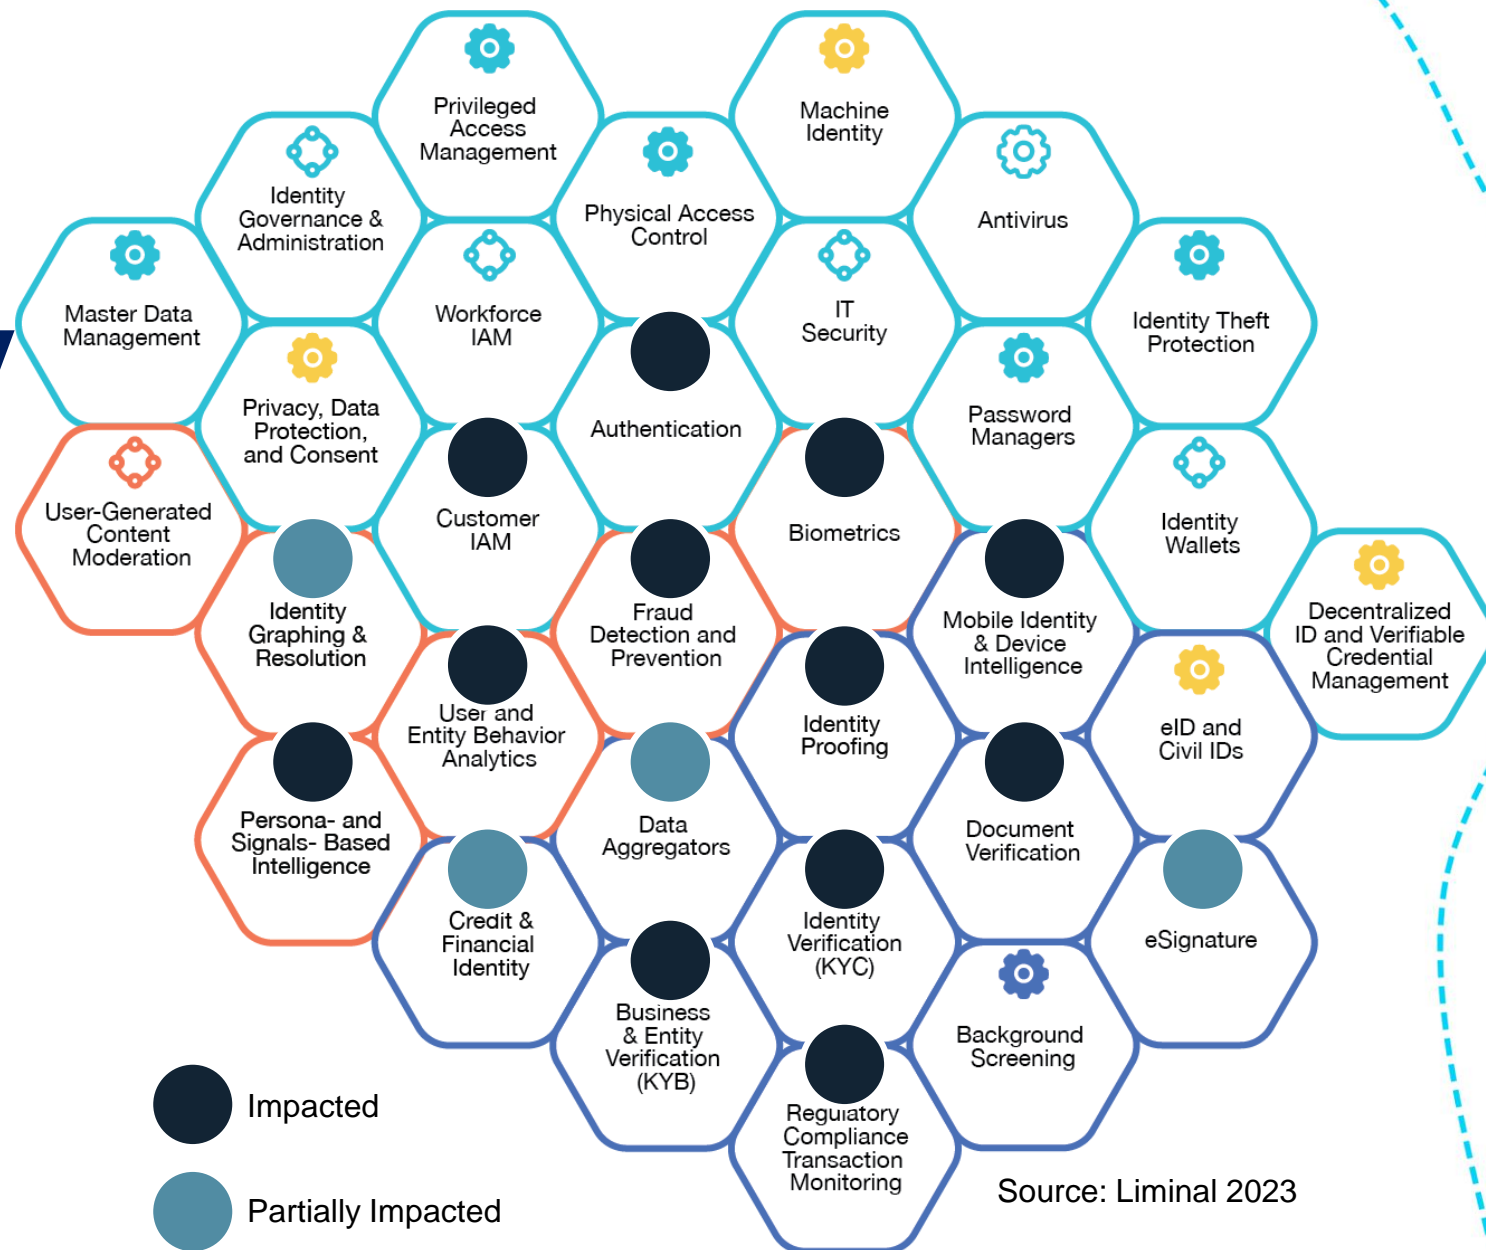 Privileged
Access
Management
Machine
Identity
Identity
Governance &
Administration
Physical Access
Control
Antivirus
Master Data
Management
Workforce
IAM
IT
Security
Identity Theft
Protection
Privacy, Data
Protection,
and Consent
Authentication
Password
Managers
User-Generated
Content
Moderation
Customer
IAM
Biometrics
Identity
Wallets
Identity
Graphing &
Resolution
Fraud
Detection and
Prevention
Mobile Identity
& Device
Intelligence
Decentralized
ID and Verifiable
Credential
Management
User and
Entity Behavior
Analytics
Identity
Proofing
eID and
Civil IDs
Persona- and
Signals- Based
Intelligence
Data
Aggregators
Document
Verification
Credit &
Financial
Identity
Identity
Verification
(KYC)
eSignature
Business
& Entity
Verification
(KYB)
Background
Screening
Regulatory
Compliance
Transaction
Monitoring
Impacted
Partially Impacted
Source: Liminal 2023